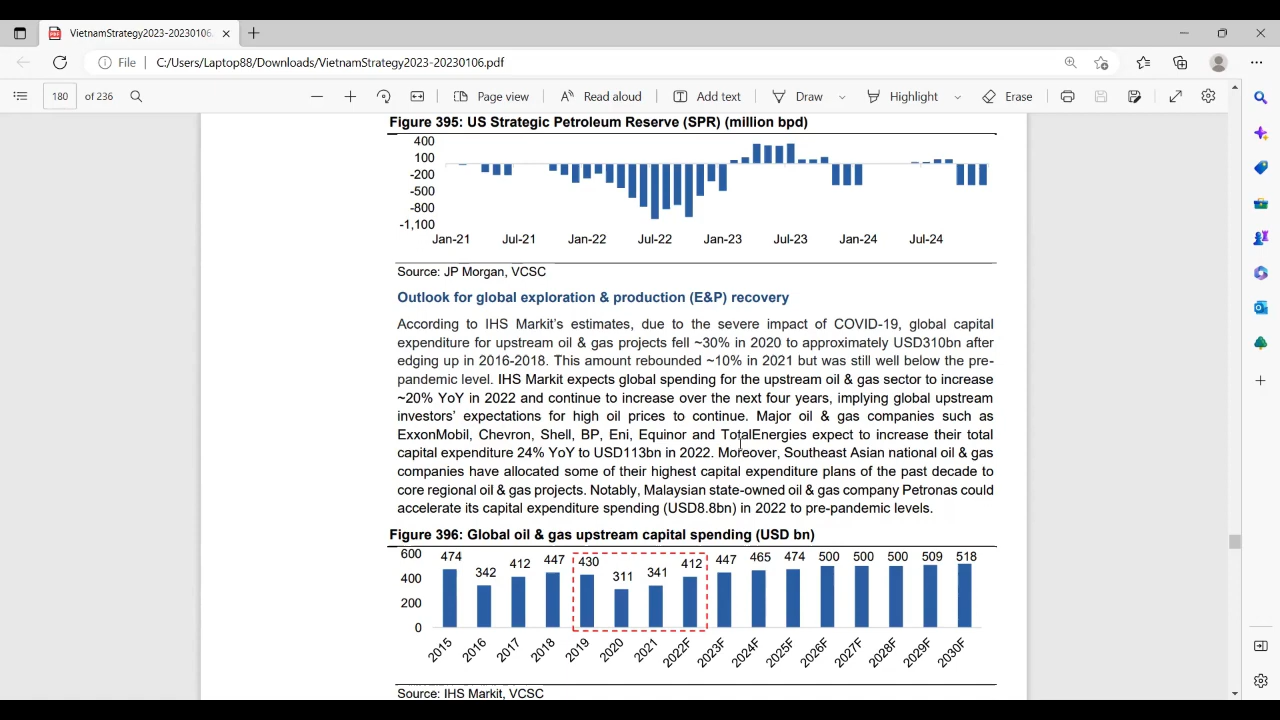 VietnamStrategy2023-20230106.
File
C:/Users/Laptop88/Downloads/VietnamStrategy2023-20230106.pdf
180 of 236
Page view
Read aloud
Add text
Draw
Highlight
Erase
Figure 395: US Strategic Petroleum Reserve (SPR) (million bpd)
400
100
-200
-500
-800
-1,100
Jan-21 Jul-21 Jan-22 Jul-22 Jan-23 Jul-23 Jan-24 Jul-24
Source: JP Morgan, VCSC
Outlook for global exploration & production (E&P) recovery
According to IHS Markit's estimates, due to the severe impact of COVID-19, global capital
expenditure for upstream oil & gas projects fell ~30% in 2020 to approximately USD310bn after
edging up in 2016-2018. This amount rebounded ~10% in 2021 but was still well below the pre-
pandemic level. IHS Markit expects global spending for the upstream oil & gas sector to increase
~20% YoY in 2022 and continue to increase over the next four years, implying global upstream
investors' expectations for high oil prices to continue. Major oil & gas companies such as
ExxonMobil, Chevron, Shell, BP, Eni, Equinor and TotalEnergies expect to increase their total
capital expenditure 24% YoY to USD113bn in 2022. Moreover, Southeast Asian national oil & gas
companies have allocated some of their highest capital expenditure plans of the past decade to
core regional oil & gas projects. Notably, Malaysian state-owned oil & gas company Petronas could
accelerate its capital expenditure spending (USD8.8bn) in 2022 to pre-pandemic levels.
Figure 396: Global oil & gas upstream capital spending (USD bn)
600
400
200
0
474 342 412 447 430 311 341 412 447 465 474 500 500 500 509 518
2015 2016 2017 2018 2019 2020 2021 2022F 2023F 2024F 2025F 2026F 2027F 2028F 2029F 2030F
Source: IHS Markit, VCSC